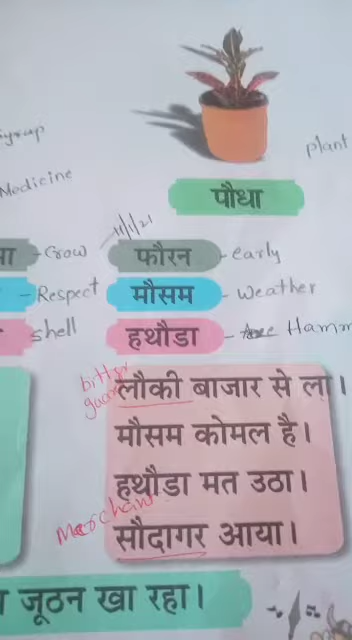 Syrup
plant
Medicine
पौधा
11/1/21
Grow फौरन - early
Respect मौसम - weather
shell हथौडा - Hamm
bitter
लौकी बाजार से ला।
मौसम कोमल है।
हथौडा मत उठा।
Merchant
सौदागर आया।
जूठन खा रहा।